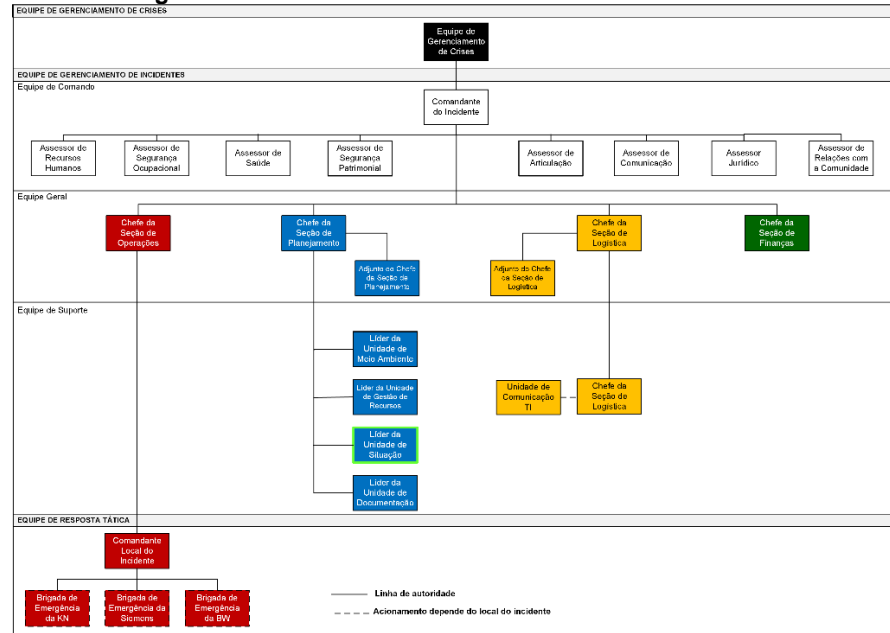 EQUIPE DE GERENCIAMENTO DE CRISES
Equipe de
Gerenciamento
de Crises
EQUIPE DE GERENCIAMENTO DE INCIDENTES
Equipe de Comando
Comandante
do Incidente
Assessor de
Recursos
Humanos
Assessor de
Segurança
Ocupacional
Assessor de
Saúde
Assessor de
Segurança
Patrimonial
Assessor de
Articulação
Assessor de
Comunicação
Assessor
Jurídico
Assessor de
Relações com
a Comunidade
Equipe Geral
Chefe da
Seção de
Operações
Chefe da
Seção de
Planejamento
Chefe da
Seção de
Logística
Chefe da
Seção de
Finanças
Adjunto do Chefe
da Seção de
Planejamento
Adjunto do Chefe
da Seção de
Logística
Equipe de Suporte
Líder da
Unidade de
Meio Ambiente
Líder da Unidade
de Gestão de
Recursos
Unidade de
Comunicação
TI
Chefe da
Seção de
Logística
Líder da
Unidade de
Situação
Líder da
Unidade de
Documentação
EQUIPE DE RESPOSTA TÁTICA
Comandante
Local do
Incidente
Brigada de
Emergência
da KN
Brigada de
Emergência da
Siemens
Brigada de
Emergência
da BW
Linha de autoridade
Acionamento depende do local do incidente